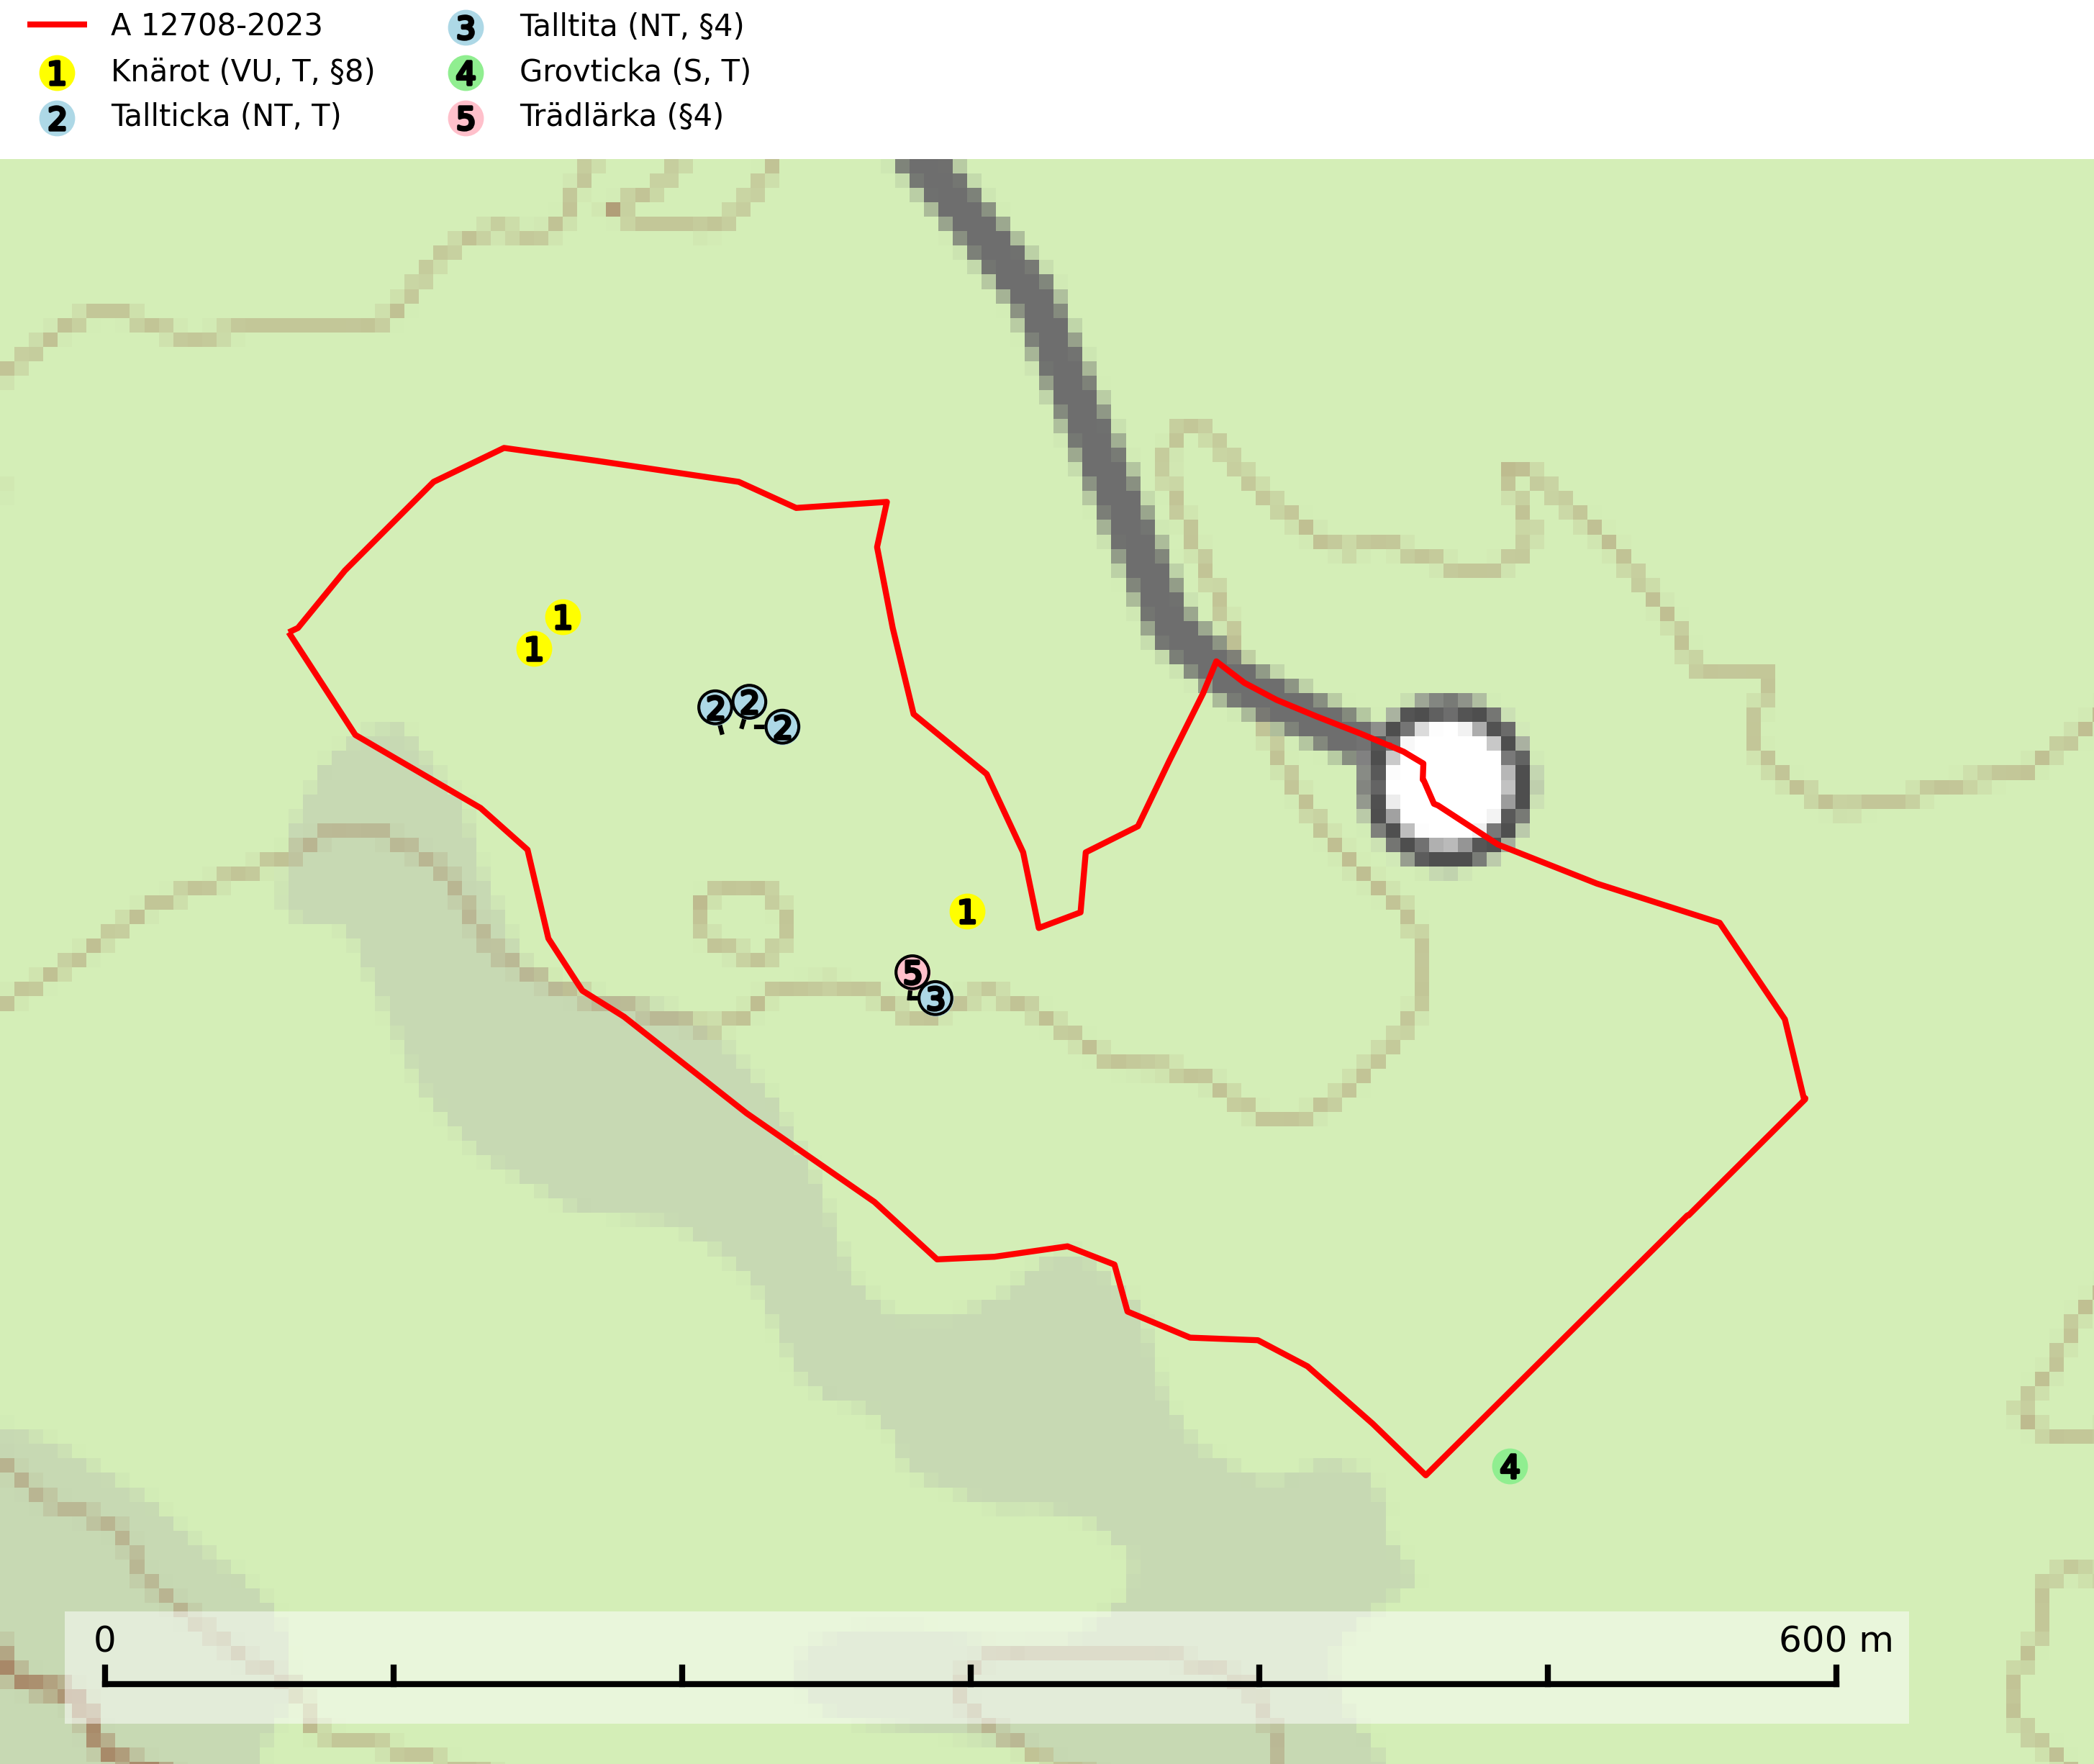 A 12708-2023
1 Knärot (VU, T, §8)
2 Tallticka (NT, T)
3 Talltita (NT, §4)
4 Grovticka (S, T)
5 Trädlärka (§4)
1
1
2 2 2
1
5
3
4
0 600 m